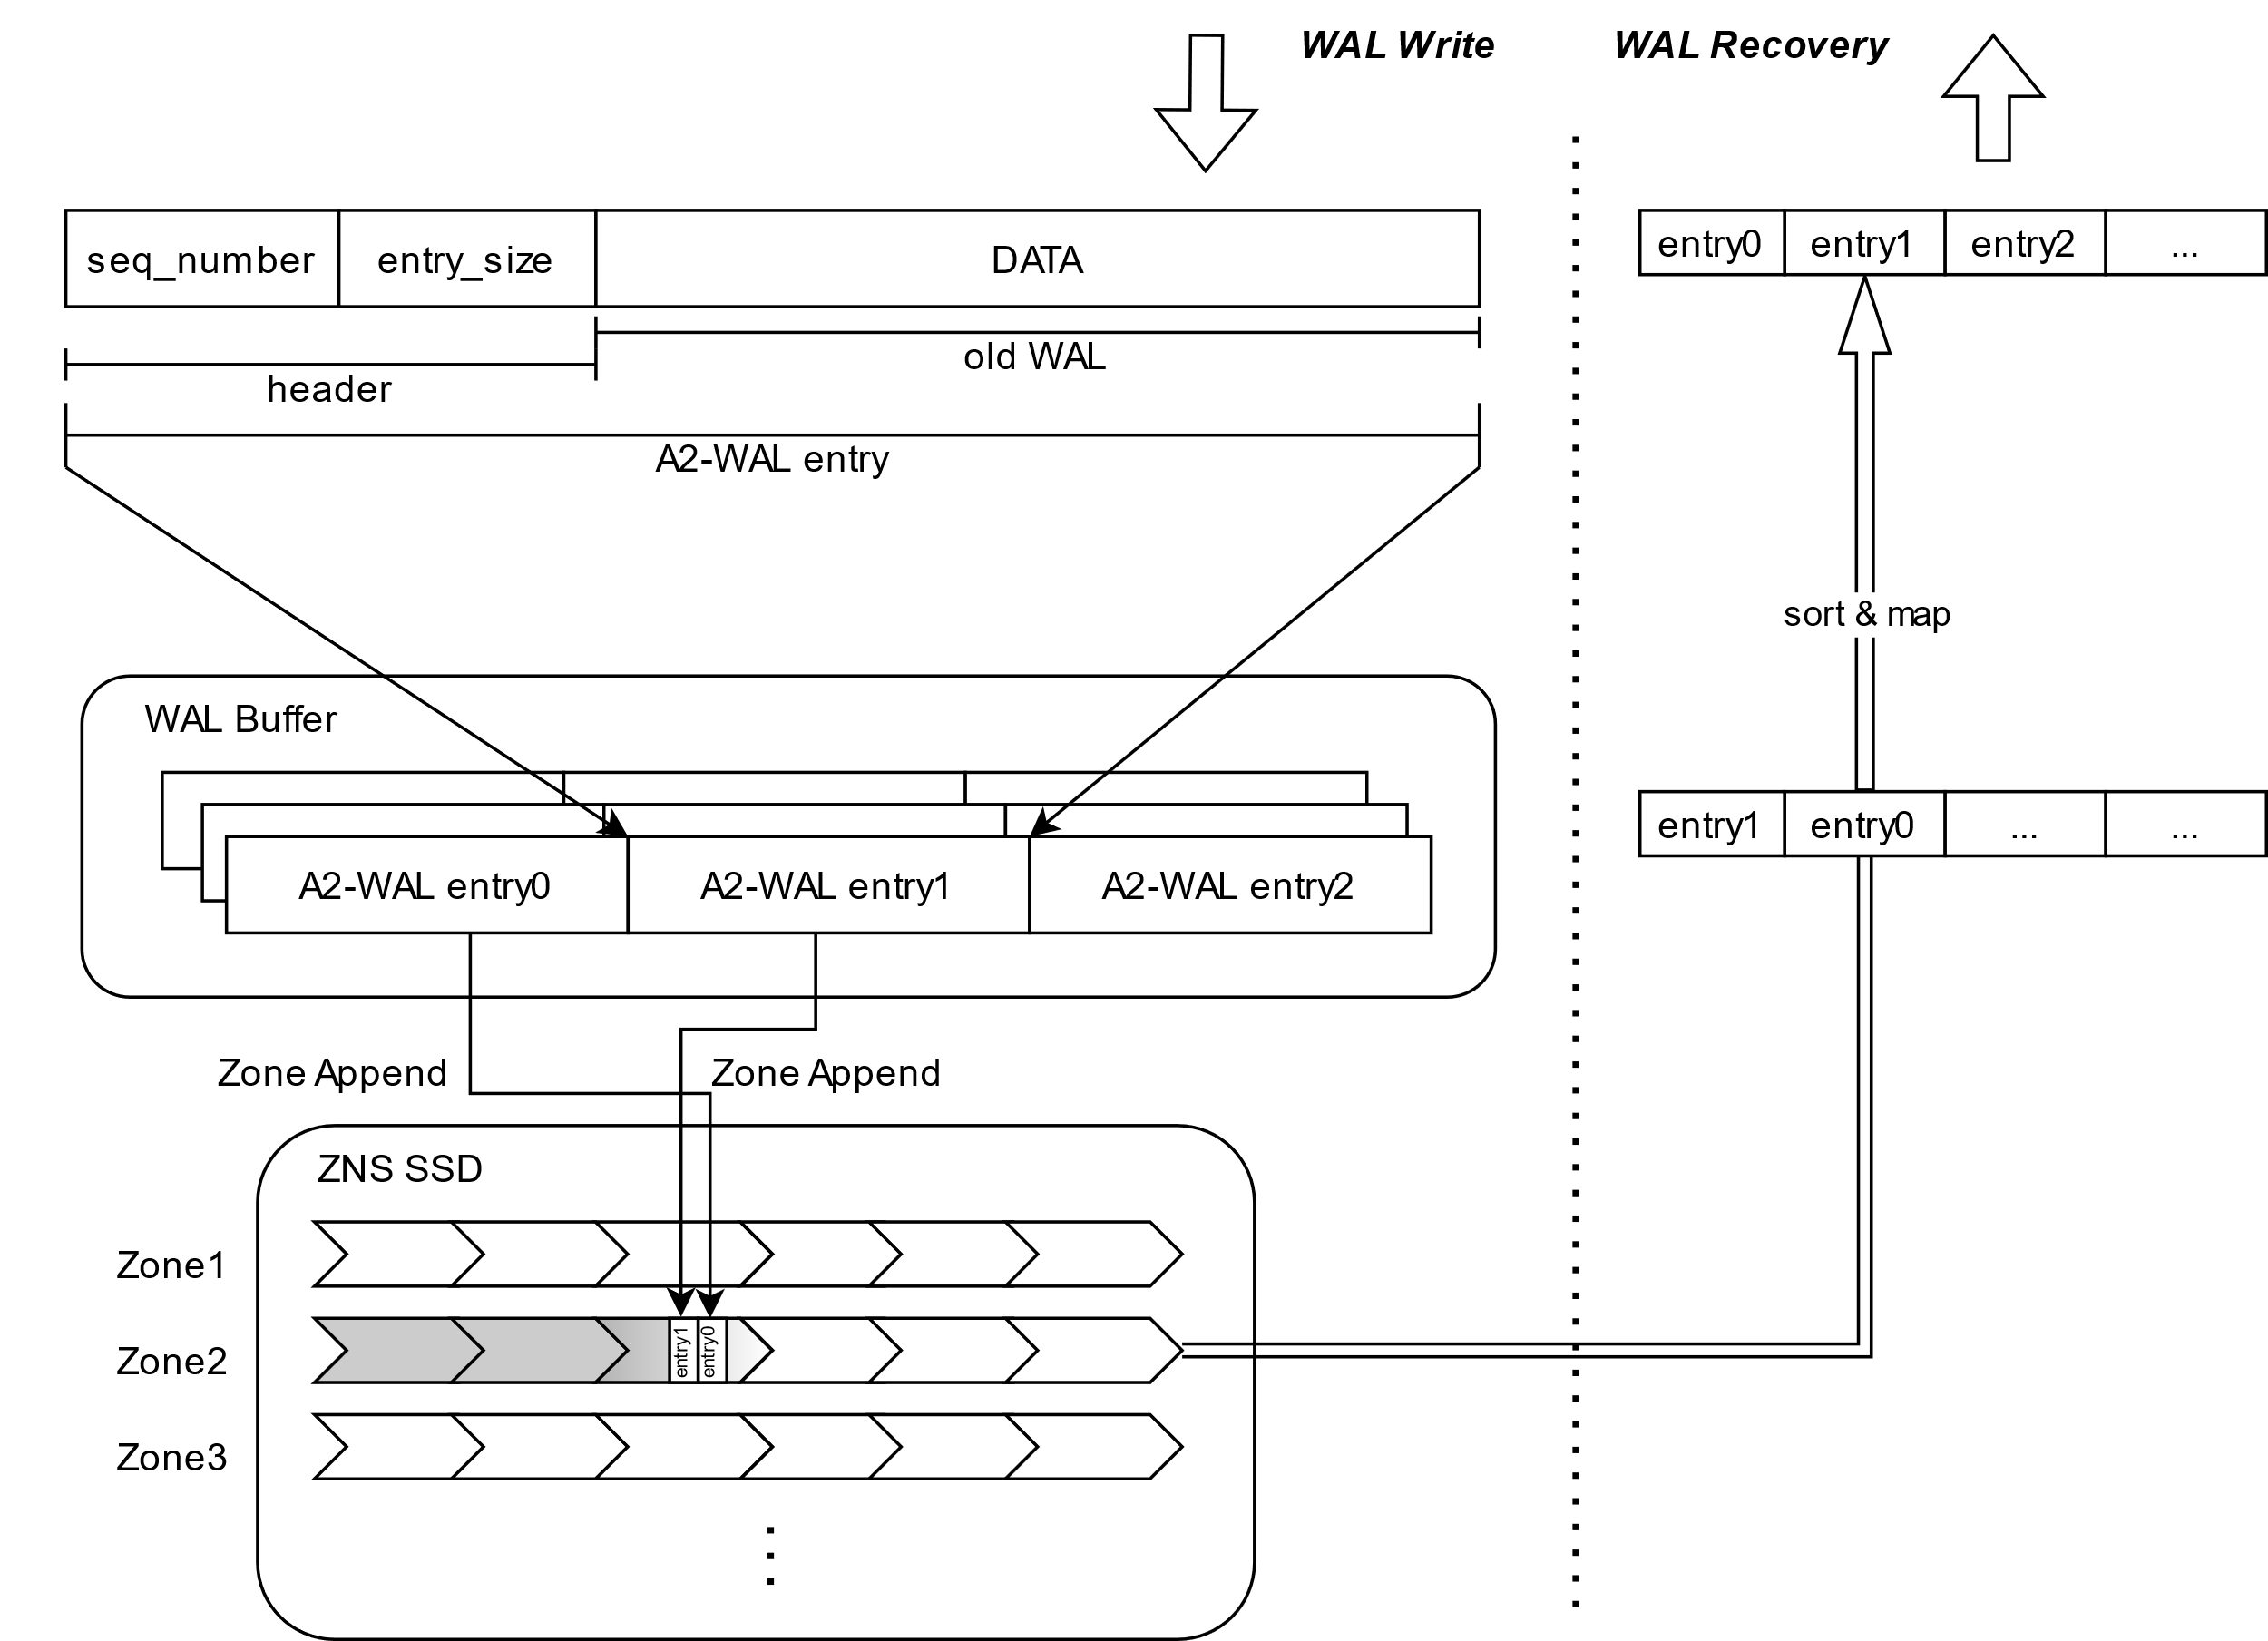 WAL Write
WAL Recovery
seq_number
entry_size
DATA
old WAL
header
A2-WAL entry
WAL Buffer
A2-WAL entry0
A2-WAL entry1
A2-WAL entry2
Zone Append
Zone Append
ZNS SSD
Zone1
Zone2
entry1
entry0
Zone3
entry0
entry1
entry2
...
sort & map
entry1
entry0
...
...